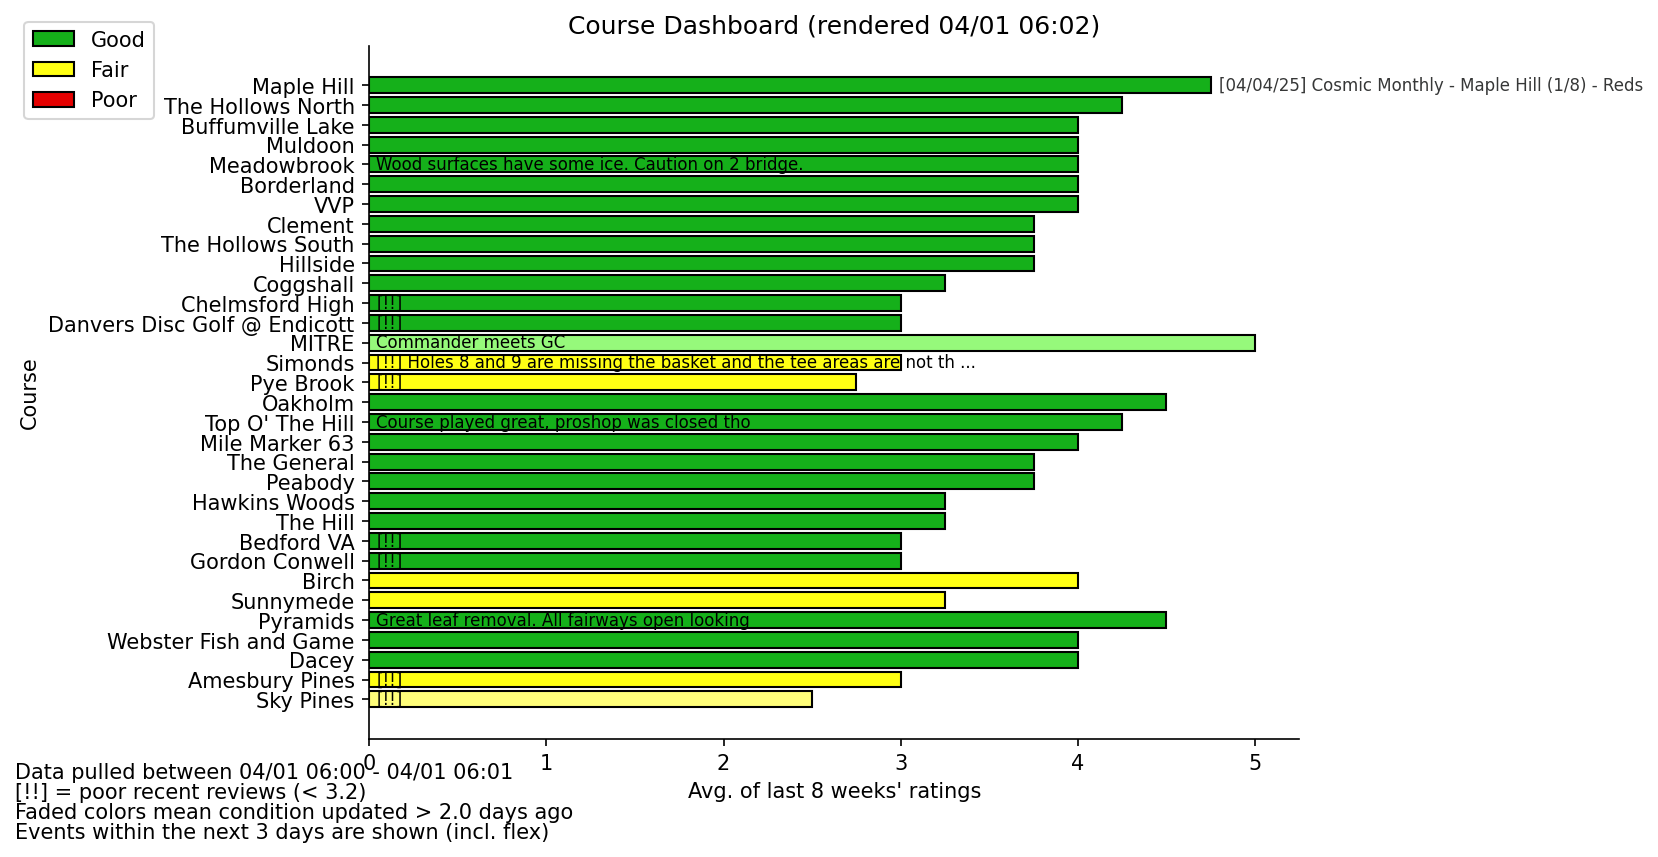 Course Dashboard (rendered 04/01 06:02)
Good
Fair
Poor
Maple Hill [04/04/25] Cosmic Monthly - Maple Hill (1/8) - Reds
The Hollows North
Buffumville Lake
Muldoon
Meadowbrook Wood surfaces have some ice. Caution on 2 bridge.
Borderland
VVP
Clement
The Hollows South
Hillside
Coggshall
Chelmsford High [!!]
Danvers Disc Golf @ Endicott [!!]
MITRE Commander meets GC
Simonds [!!] Holes 8 and 9 are missing the basket and the tee areas are not th ...
Pye Brook [!!]
Oakholm
Top O' The Hill Course played great, proshop was closed tho
Mile Marker 63
The General
Peabody
Hawkins Woods
The Hill
Bedford VA [!!]
Gordon Conwell [!!]
Birch
Sunnymede
Pyramids Great leaf removal. All fairways open looking
Webster Fish and Game
Dacey
Amesbury Pines [!!]
Sky Pines [!!]
Course
0 1 2 3 4 5
Avg. of last 8 weeks' ratings
Data pulled between 04/01 06:00 - 04/01 06:01
[!!] = poor recent reviews (< 3.2)
Faded colors mean condition updated > 2.0 days ago
Events within the next 3 days are shown (incl. flex)